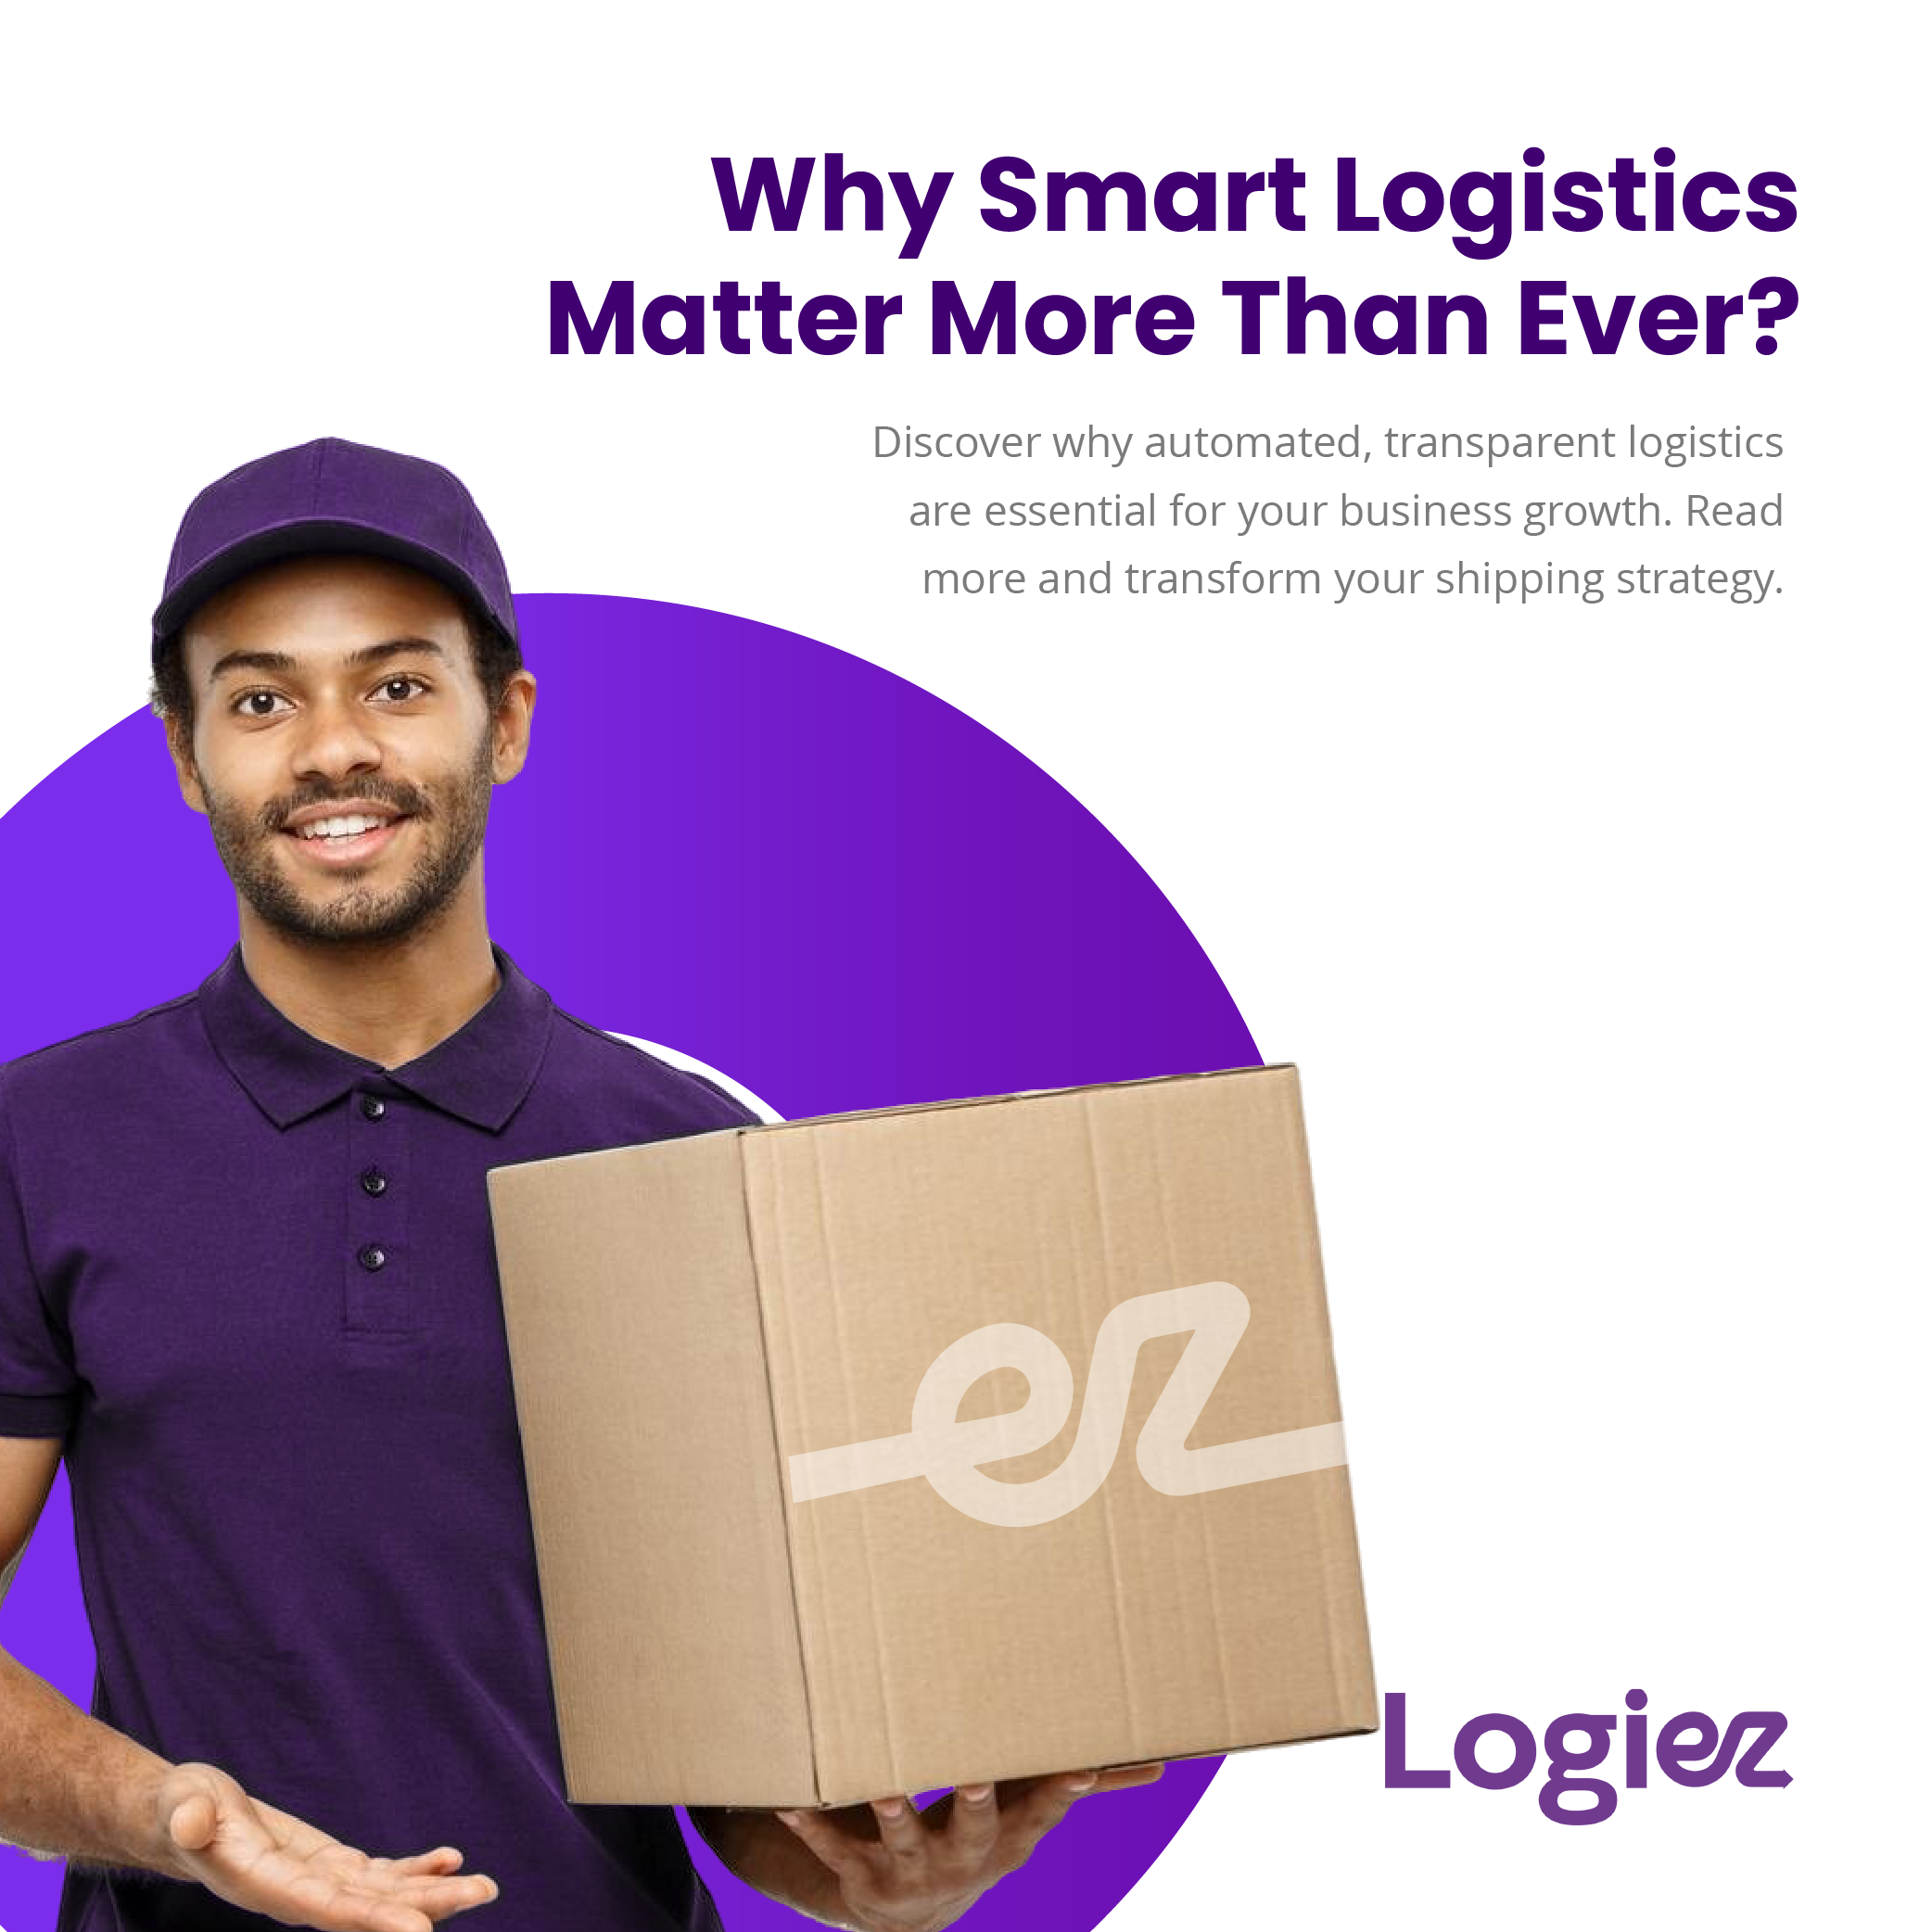 Why Smart Logistics
Matter More Than Ever?
Discover why automated, transparent logistics
are essential for your business growth. Read
more and transform your shipping strategy.
ez
Logiez